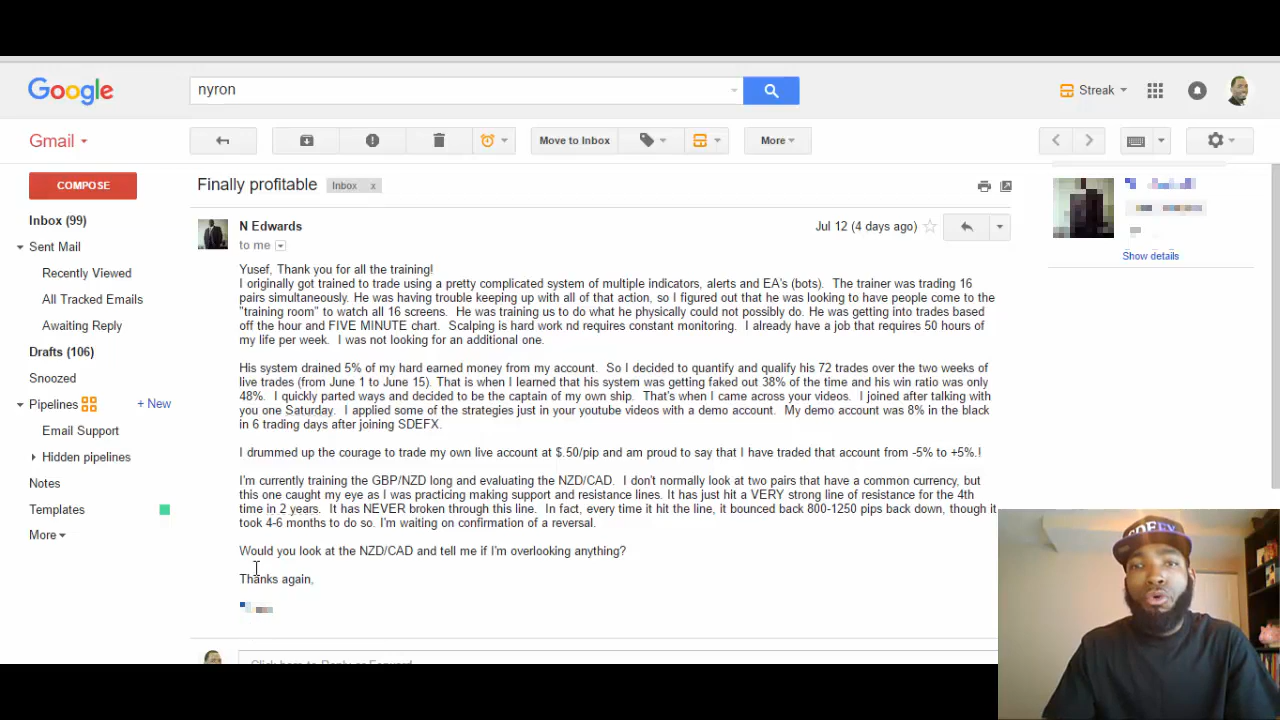 Google
nyron
Streak
Gmail
Move to Inbox
More
COMPOSE
Finally profitable
Inbox x
Inbox (99)
Sent Mail
Recently Viewed
All Tracked Emails
Awaiting Reply
Drafts (106)
Snoozed
Pipelines
+ New
Email Support
Hidden pipelines
Notes
Templates
More
N Edwards
to me
Jul 12 (4 days ago)
Show details
Yusef, Thank you for all the training!
I originally got trained to trade using a pretty complicated system of multiple indicators, alerts and EA's (bots). The trainer was trading 16
pairs simultaneously. He was having trouble keeping up with all of that action, so I figured out that he was looking to have people come to the
"training room" to watch all 16 screens. He was training us to do what he physically could not possibly do. He was getting into trades based
off the hour and FIVE MINUTE chart. Scalping is hard work nd requires constant monitoring. I already have a job that requires 50 hours of
my life per week. I was not looking for an additional one.
His system drained 5% of my hard earned money from my account. So I decided to quantify and qualify his 72 trades over the two weeks of
live trades (from June 1 to June 15). That is when I learned that his system was getting faked out 38% of the time and his win ratio was only
48%. I quickly parted ways and decided to be the captain of my own ship. That's when I came across your videos. I joined after talking with
you one Saturday. I applied some of the strategies just in your youtube videos with a demo account. My demo account was 8% in the black
in 6 trading days after joining SDEFX.
I drummed up the courage to trade my own live account at $.50/pip and am proud to say that I have traded that account from -5% to +5%.!
I'm currently training the GBP/NZD long and evaluating the NZD/CAD. I don't normally look at two pairs that have a common currency, but
this one caught my eye as I was practicing making support and resistance lines. It has just hit a VERY strong line of resistance for the 4th
time in 2 years. It has NEVER broken through this line. In fact, every time it hit the line, it bounced back 800-1250 pips back down, though it
took 4-6 months to do so. I'm waiting on confirmation of a reversal.
Would you look at the NZD/CAD and tell me if I'm overlooking anything?
Thanks again,
Click here to Reply or Forward
SDEFX